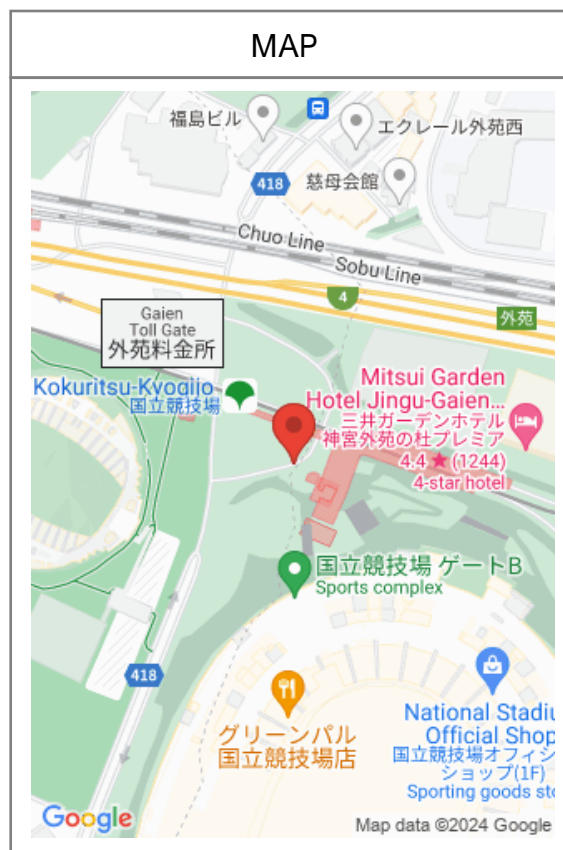 MAP
福島ビル
エクレール外苑西
418
慈母会館
Chuo Line
Sobu Line
4
外苑
Gaien
Toll Gate
外苑料金所
Kokuritsu-Kyogijo
国立競技場
Mitsui Garden
Hotel Jingu-Gaien...
三井ガーデンホテル
神宮外苑の杜プレミア
4.4 ★ (1244)
4-star hotel
国立競技場 ゲートB
Sports complex
418
グリーンパル
国立競技場店
National Stadiu
Official Shop
国立競技場オフィシ
ショップ(1F)
Sporting goods sto
Google
Map data ©2024 Google